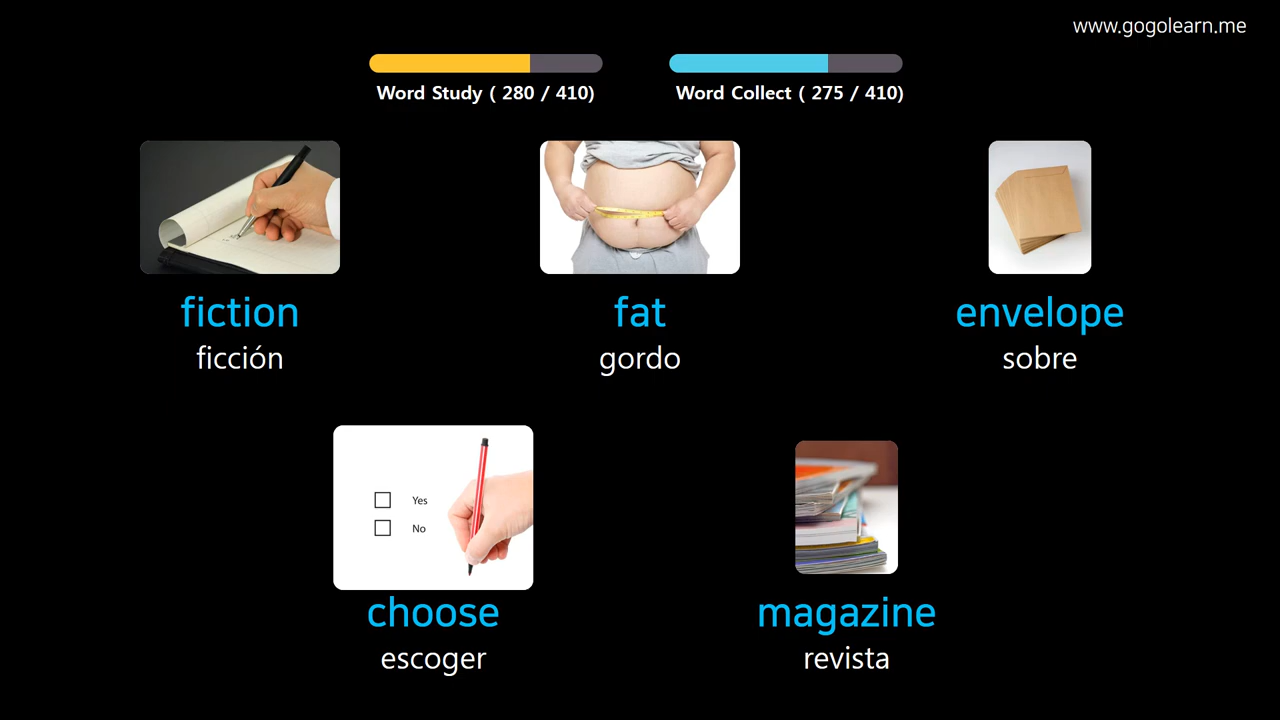 www.gogolearn.me
Word Study ( 280 / 410)
Word Collect ( 275 / 410)
fiction
ficción
fat
gordo
envelope
sobre
Yes
No
choose
escoger
magazine
revista